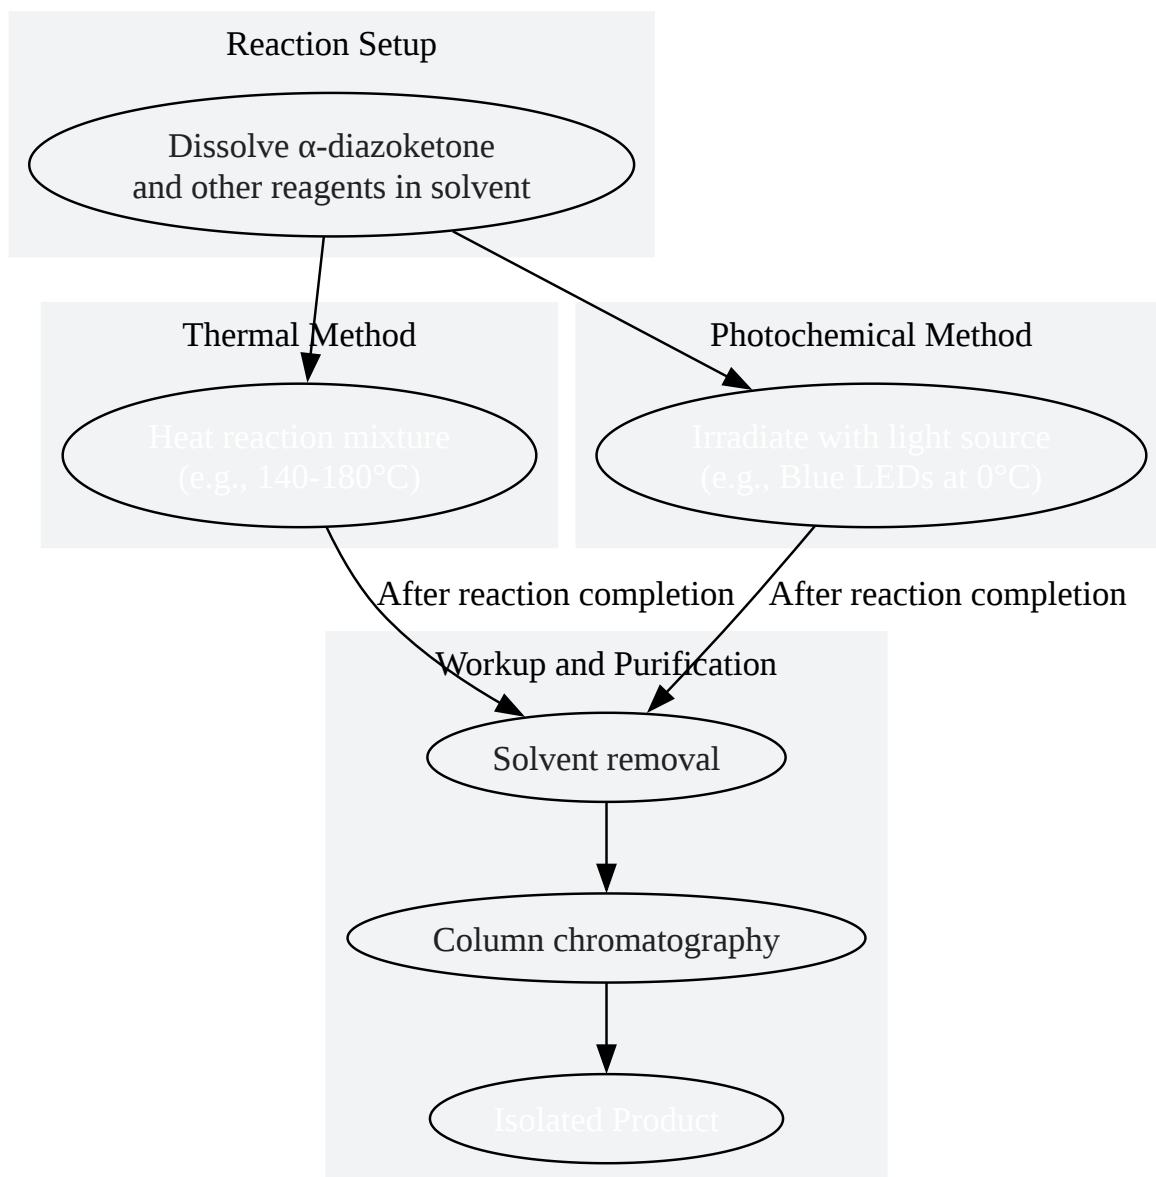 Reaction Setup
Dissolve α-diazoketone
and other reagents in solvent
Thermal Method
Photochemical Method
Heat reaction mixture
(e.g., 140-180°C)
Irradiate with light source
(e.g., Blue LEDs at 0°C)
After reaction completion
After reaction completion
Workup and Purification
Solvent removal
Column chromatography
Isolated Product